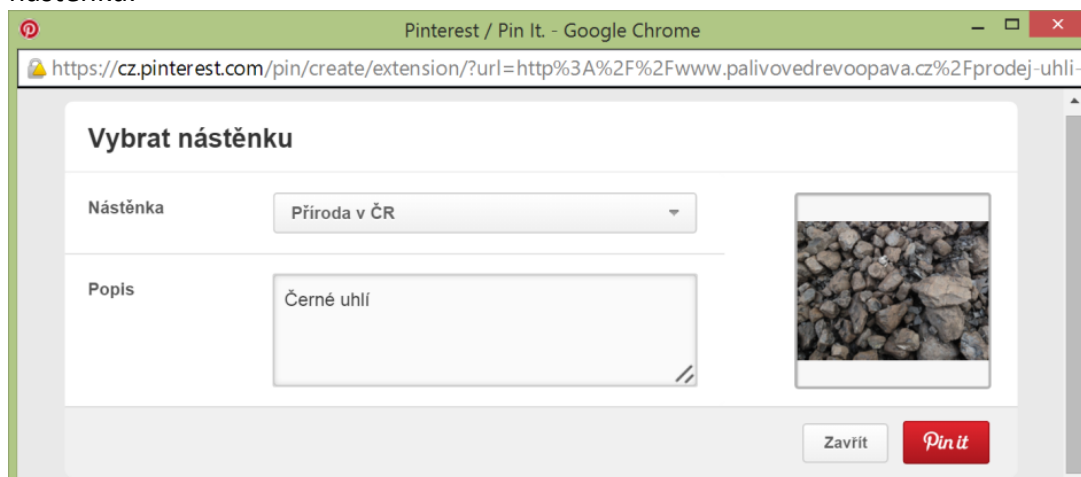 Pinterest / Pin It. - Google Chrome
https://cz.pinterest.com/pin/create/extension/?url=http%3A%2F%2Fwww.palivovedrevoopava.cz%2Fprodej-uhli-
Vybrat nástěnku
Nástěnka
Příroda v ČR
Popis
Černé uhlí
Zavřít
Pin it